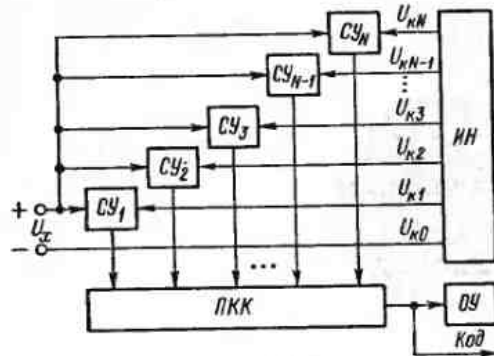 СУN
UкN
СУN-1
UкN-1
⋮
СУ3
Uк3
ИН
СУ2
Uк2
+
Ux
СУ1
Uк1
−
Uк0
...
ПКК
ОУ
Код